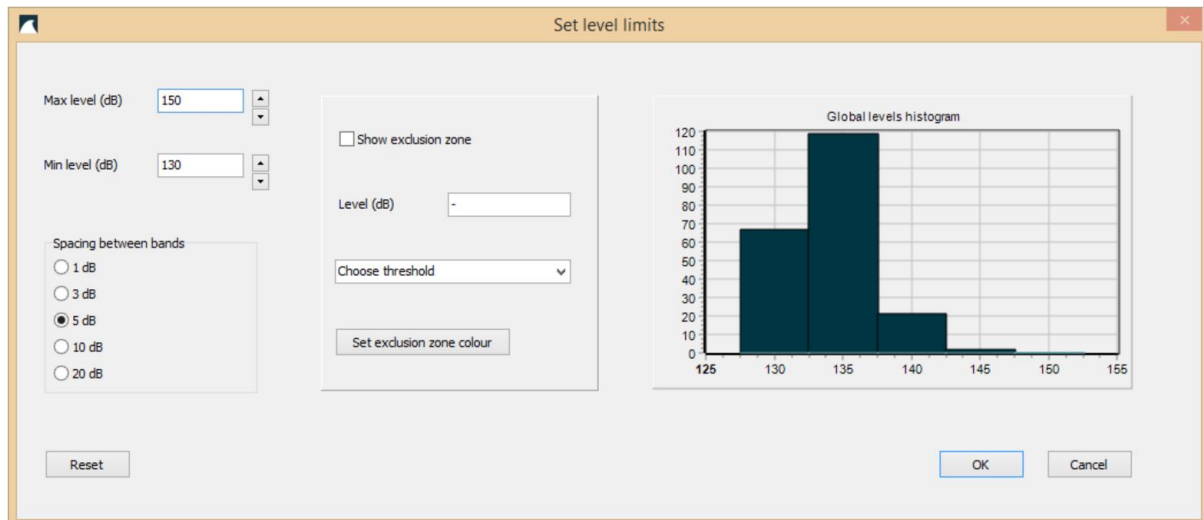 Set level limits
Max level (dB) 150
Min level (dB) 130
Spacing between bands
1 dB
3 dB
5 dB
10 dB
20 dB
Show exclusion zone
Level (dB) -
Choose threshold
Set exclusion zone colour
Global levels histogram
120
110
100
90
80
70
60
50
40
30
20
10
0
125 130 135 140 145 150 155
Reset
OK Cancel